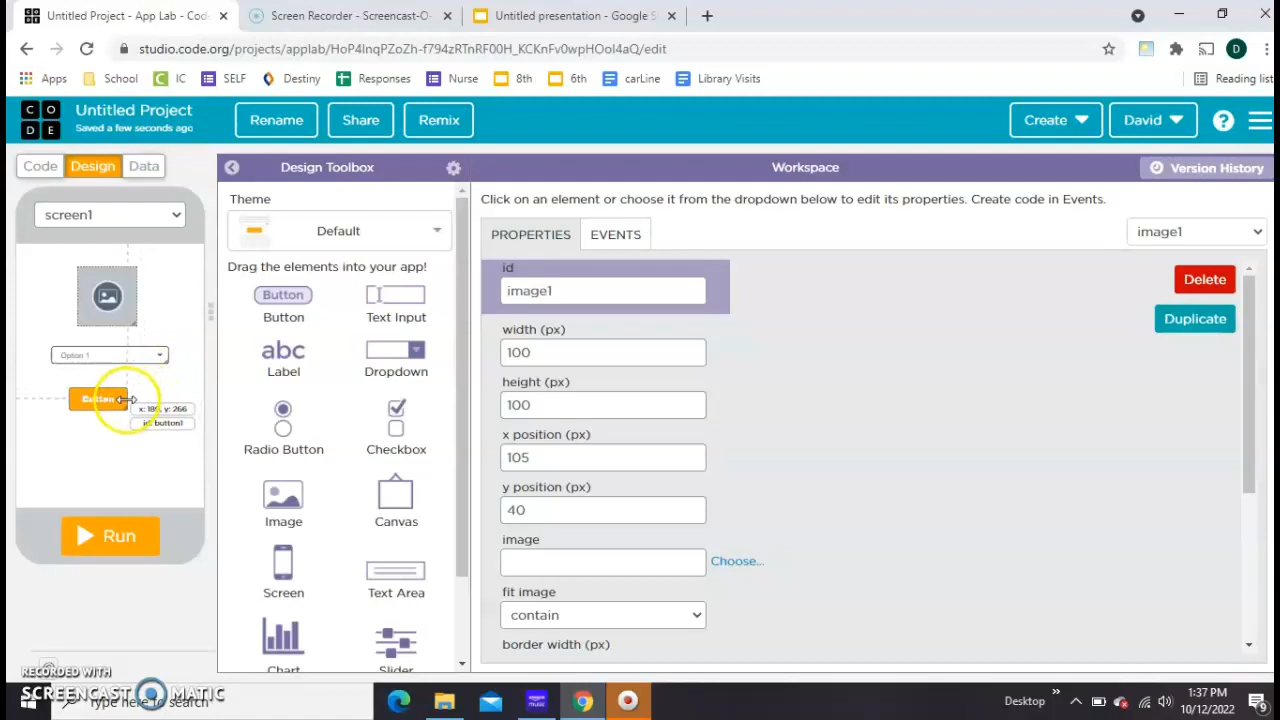 Untitled Project - App Lab - Cod
Screen Recorder - Screencast-O-
Untitled presentation - Google S
studio.code.org/projects/applab/HoP4lnqPZoZh-f794zRTnRF00H_KCKnFv0wpHOoI4aQ/edit
D
Apps
School
IC
SELF
Destiny
Responses
Nurse
8th
6th
carLine
Library Visits
Reading list
C O
D E
Untitled Project
Saved a few seconds ago
Rename
Share
Remix
Create
David
?
Code
Design
Data
Design Toolbox
Workspace
Version History
screen1
Theme
Default
Drag the elements into your app!
Button
Button
Text Input
abc
Label
Dropdown
Radio Button
Checkbox
Image
Canvas
Screen
Text Area
Chart
Slider
Option 1
Button
id: button1
Run
Click on an element or choose it from the dropdown below to edit its properties. Create code in Events.
PROPERTIES
EVENTS
image1
id
image1
Delete
Duplicate
width (px)
100
height (px)
100
x position (px)
105
y position (px)
40
image
Choose...
fit image
contain
border width (px)
RECORDED WITH
SCREENCAST MATIC
Type here to search
amazon music
Desktop
1:37 PM
10/12/2022
9